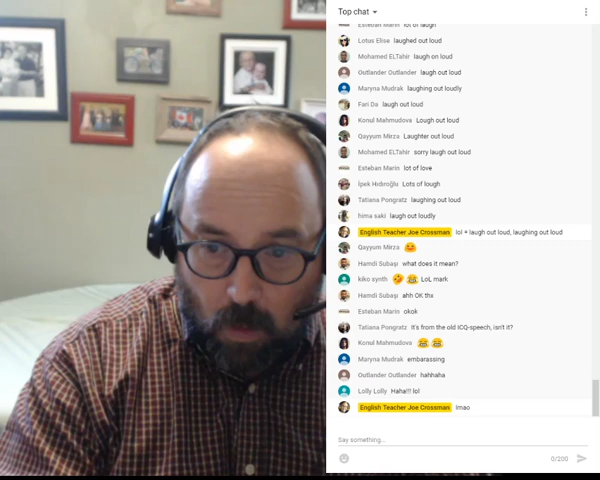 Top chat
Esteban Marin lot of laugh
Lotus Elise laughed out loud
Mohamed ELTahir laugh on loud
Outlander Outlander laugh out loud
Maryna Mudrak laughing out loudly
Fari Da laugh out loud
Konul Mahmudova Lough out loud
Qayyum Mirza Laughter out loud
Mohamed ELTahir sorry laugh out loud
Esteban Marin lot of love
İpek Hıdıroğlu Lots of lough
Tatiana Pongratz laughing out loud
hima saki laugh out loudly
English Teacher Joe Crossman lol = laugh out loud, laughing out loud
Qayyum Mirza 
Hamdi Subaşı what does it mean?
kiko synth 🤣 😂 LoL mark
Hamdi Subaşı ahh OK thx
Esteban Marin okok
Tatiana Pongratz It's from the old ICQ-speech, isn't it?
Konul Mahmudova 😂 😂
Maryna Mudrak embarassing
Outlander Outlander hahhaha
Lolly Lolly Haha!!! lol
English Teacher Joe Crossman lmao
Say something...
0/200